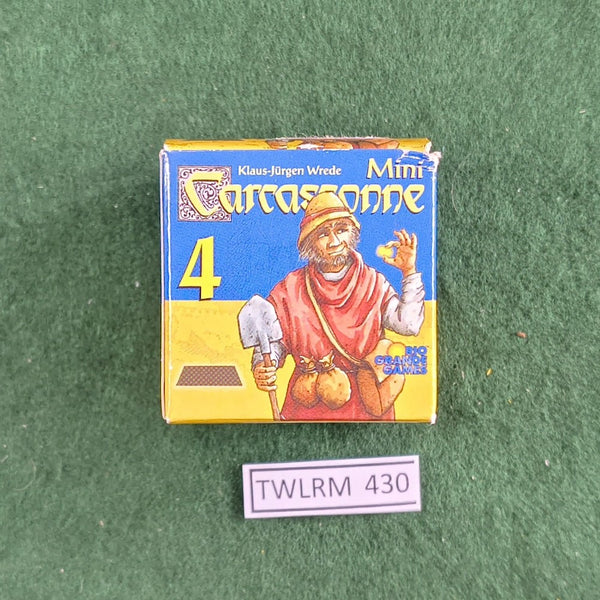 Klaus-Jürgen Wrede
Mini
Carcassonne
4
RIO
GRANDE
GAMES
TWLRM 430